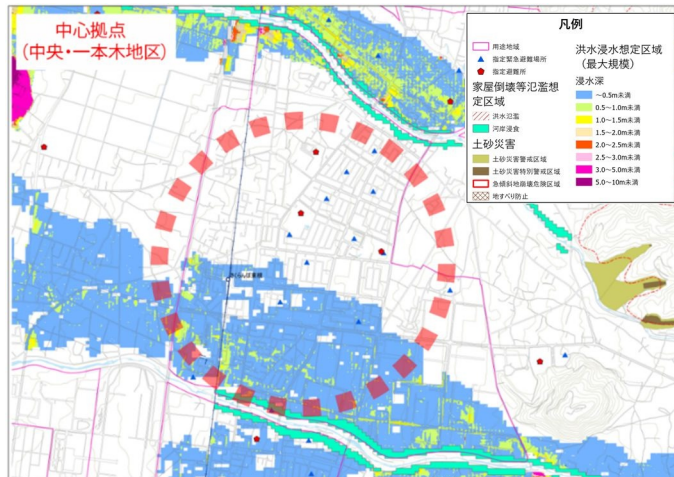 中心拠点
(中央・一本木地区)
凡例
用途地域
指定緊急避難場所
指定避難所
家屋倒壊等氾濫想
定区域
洪水氾濫
河岸浸食
土砂災害
土砂災害警戒区域
土砂災害特別警戒区域
急傾斜地崩壊危険区域
地すべり防止
洪水浸水想定区域
(最大規模)
浸水深
~0.5m未満
0.5~1.0m未満
1.0~1.5m未満
1.5~2.0m未満
2.0~2.5m未満
2.5~3.0m未満
3.0~5.0m未満
5.0~10m未満